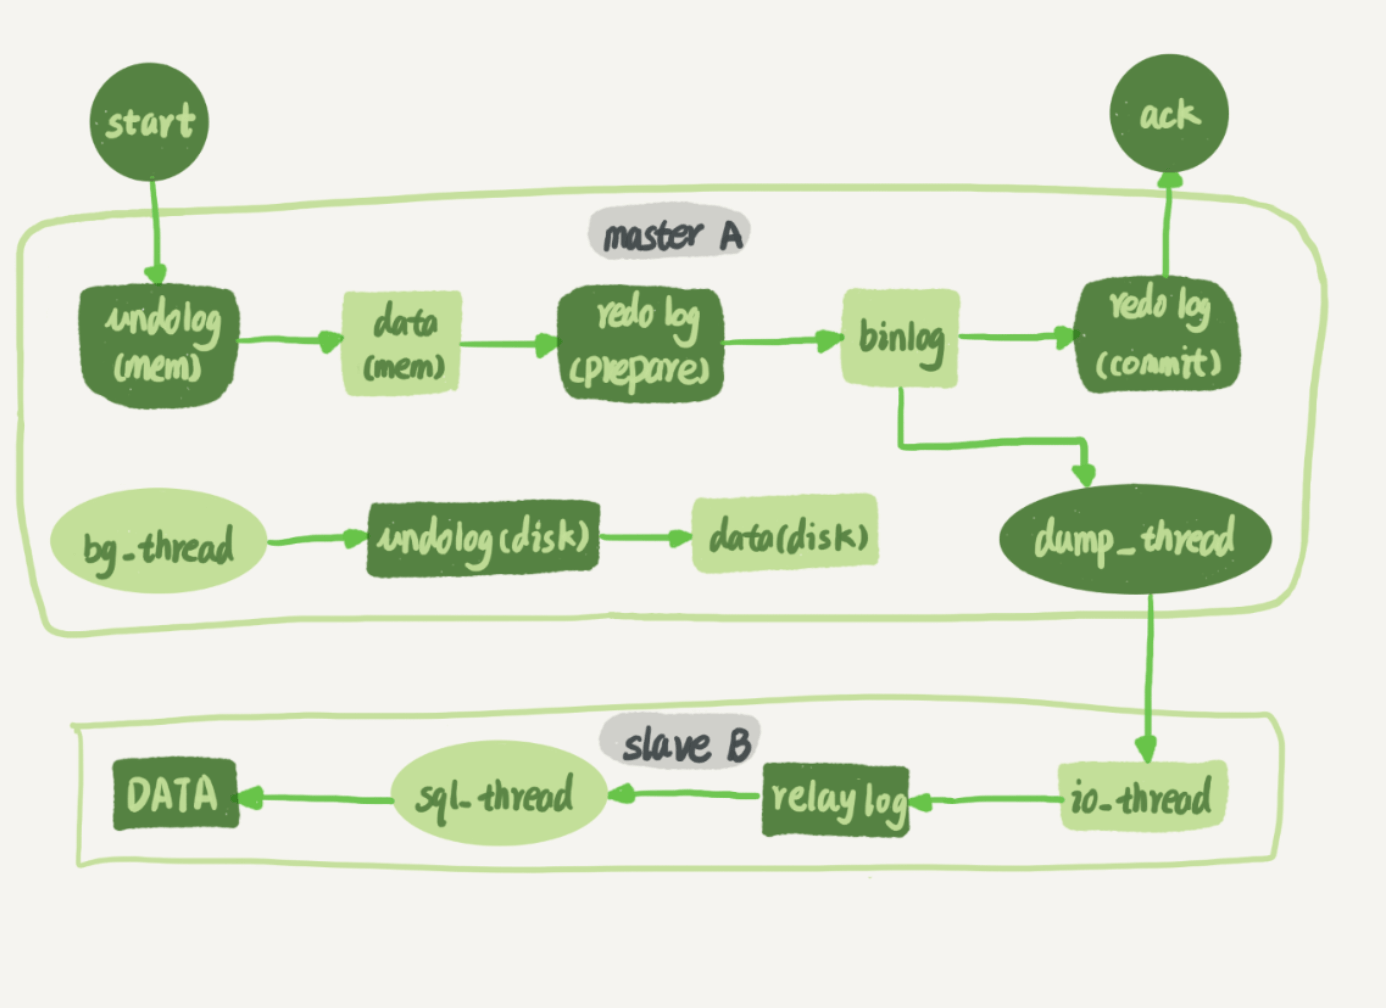 start
ack
master A
undolog
(mem)
data
(mem)
redo log
(prepare)
binlog
redo log
(commit)
bg_thread
undolog(disk)
data(disk)
dump_thread
slave B
DATA
sql_thread
relay log
io_thread